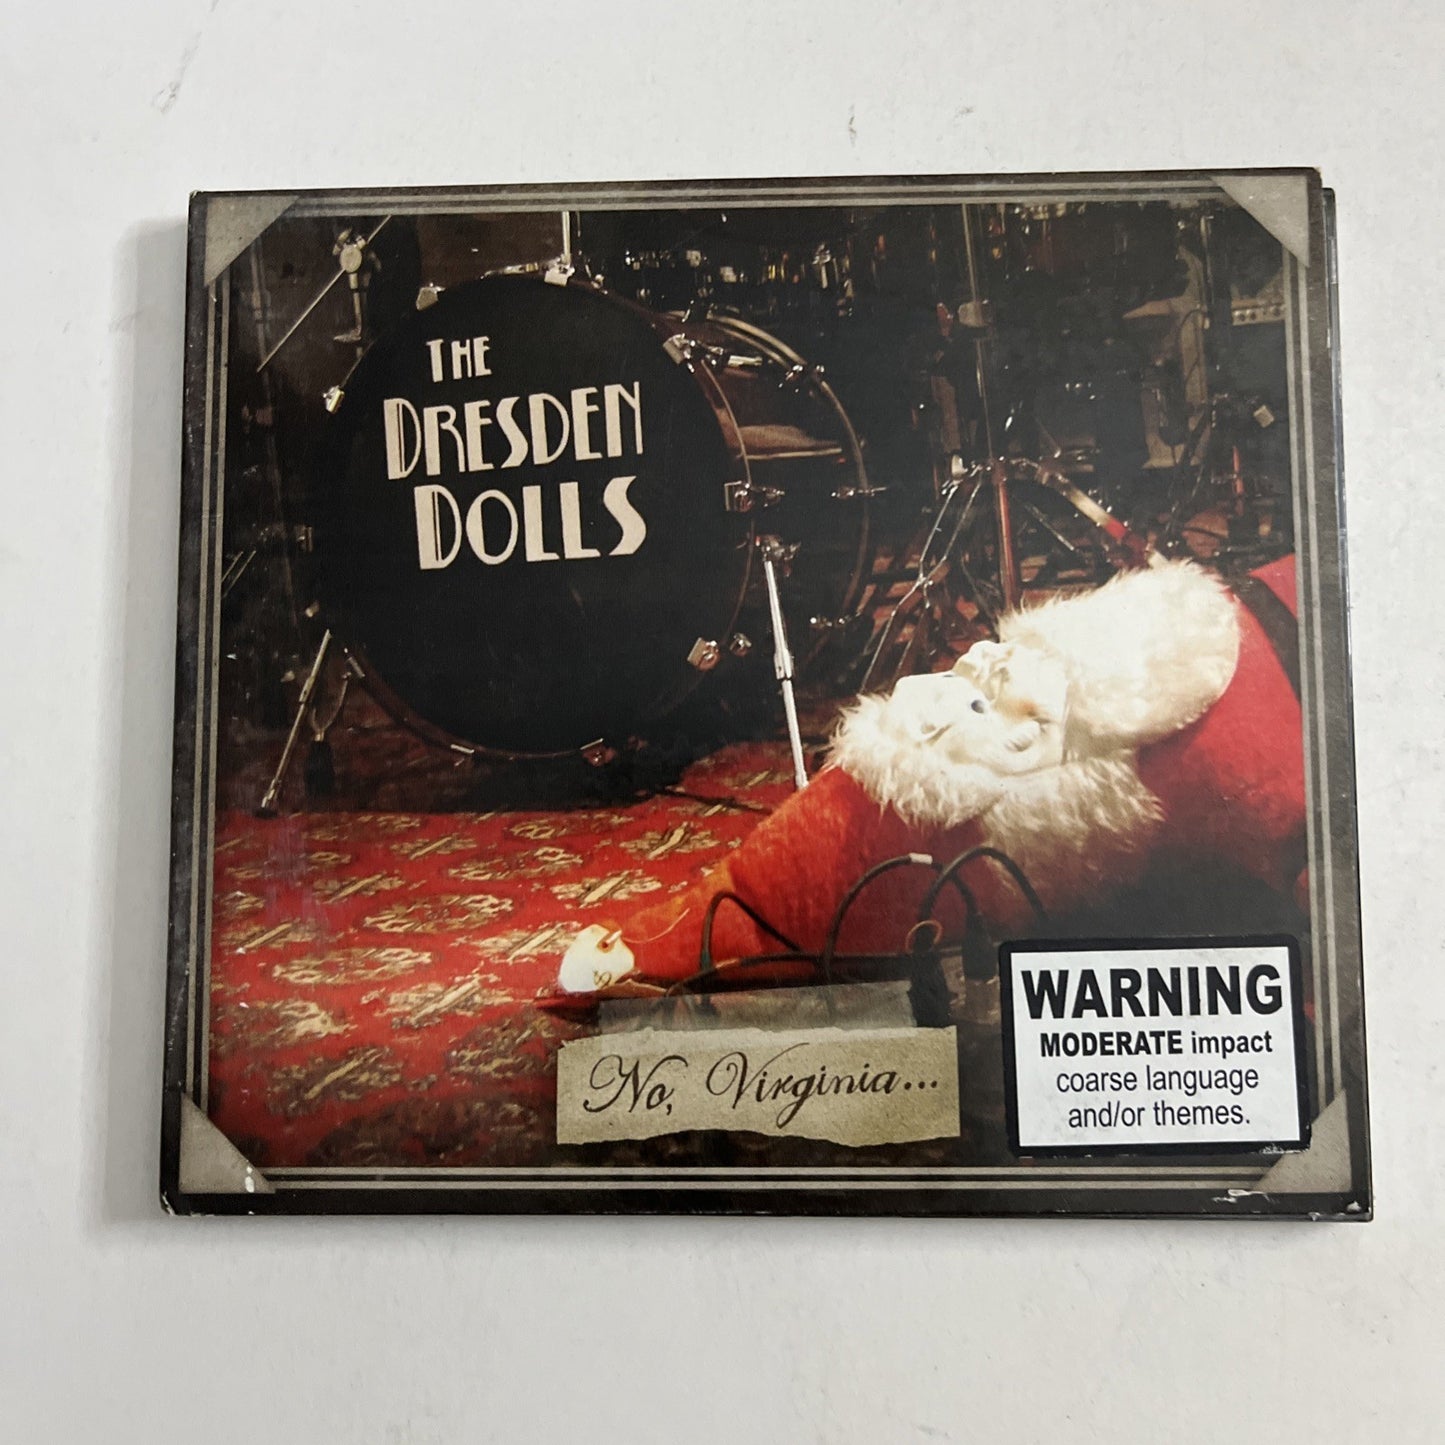 THE
DRESDEN
DOLLS
No, Virginia...
WARNING
MODERATE impact
coarse language
and/or themes.